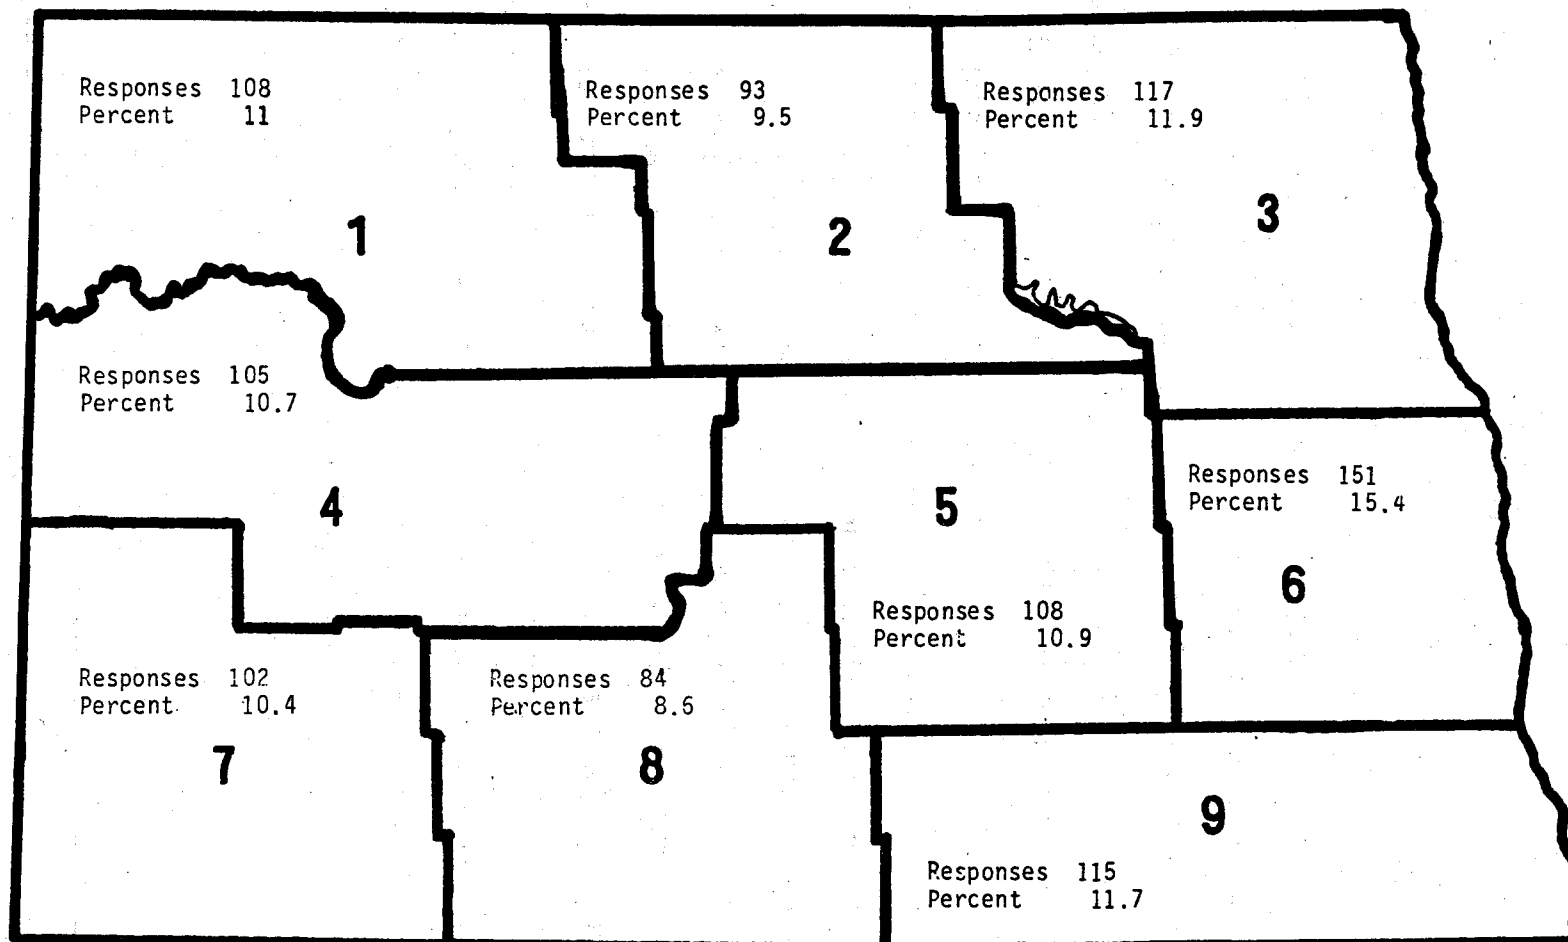 Responses 108
Percent 11
1
Responses 93
Percent 9.5
2
Responses 117
Percent 11.9
3
Responses 105
Percent 10.7
4
Responses 108
Percent 10.9
5
Responses 151
Percent 15.4
6
Responses 102
Percent 10.4
7
Responses 84
Percent 8.6
8
Responses 115
Percent 11.7
9